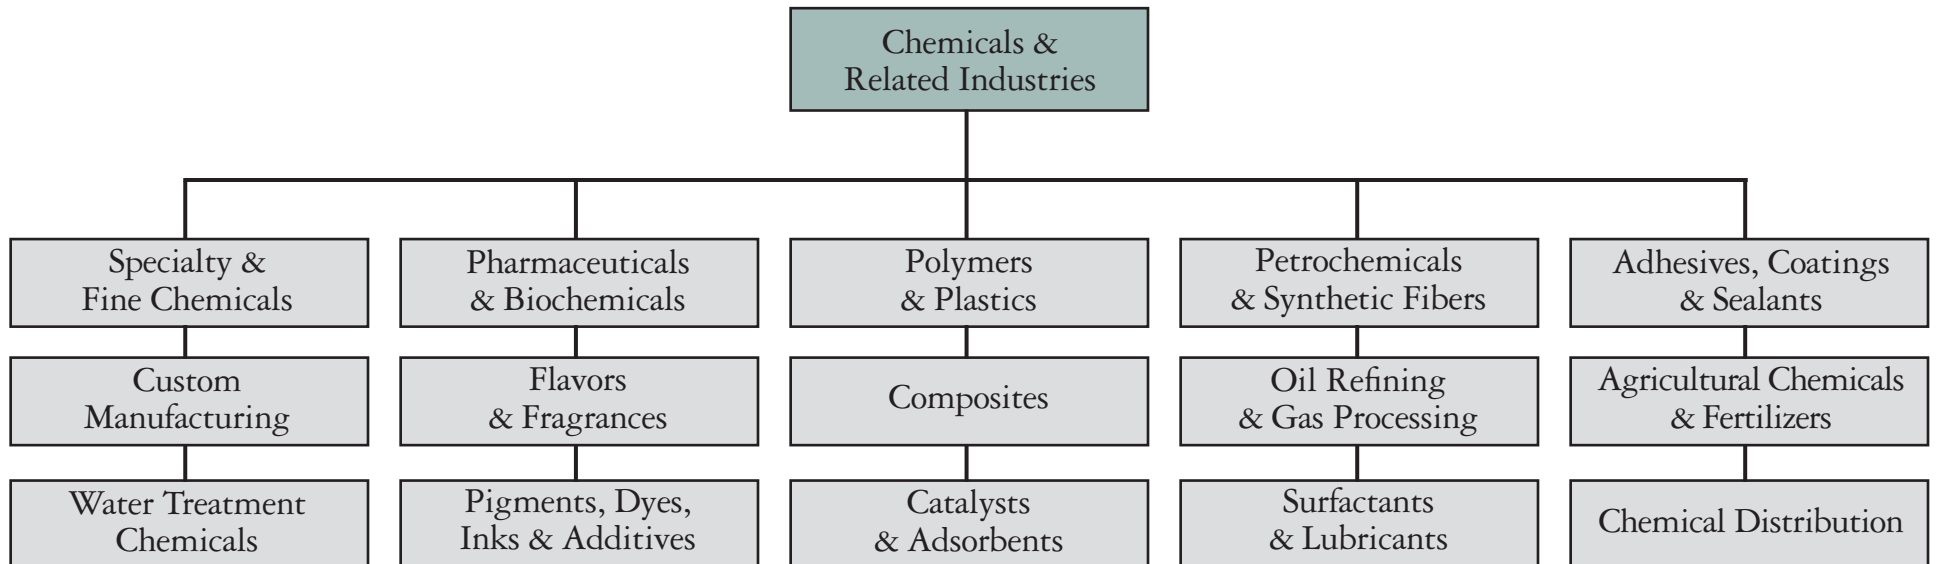 Chemicals &
Related Industries
Specialty &
Fine Chemicals
Pharmaceuticals
& Biochemicals
Polymers
& Plastics
Petrochemicals
& Synthetic Fibers
Adhesives, Coatings
& Sealants
Custom
Manufacturing
Flavors
& Fragrances
Composites
Oil Refining
& Gas Processing
Agricultural Chemicals
& Fertilizers
Water Treatment
Chemicals
Pigments, Dyes,
Inks & Additives
Catalysts
& Adsorbents
Surfactants
& Lubricants
Chemical Distribution